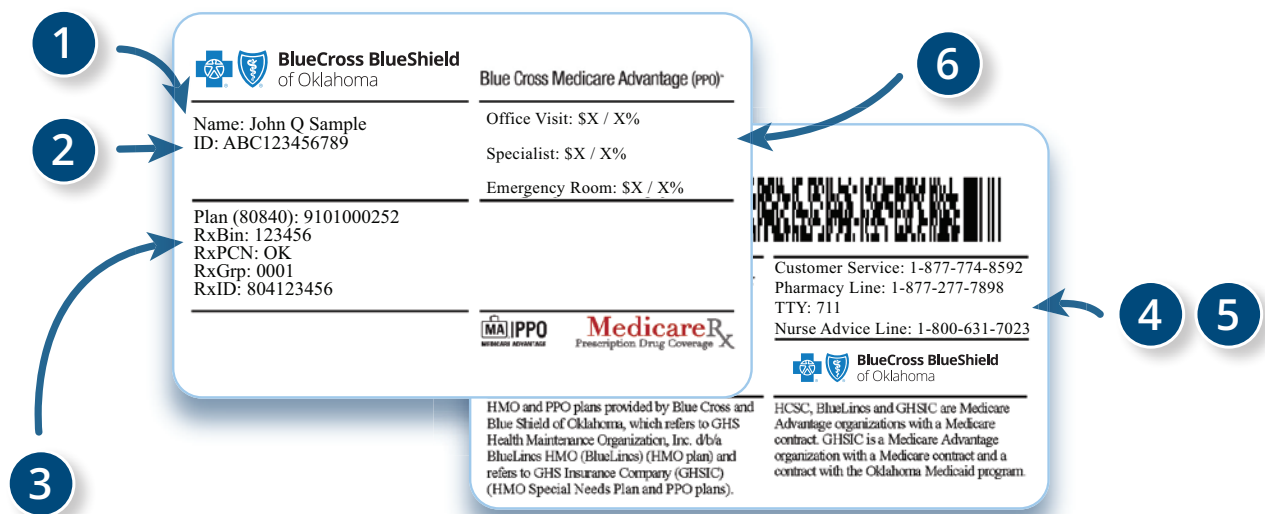 1
BlueCross BlueShield
of Oklahoma
Blue Cross Medicare Advantage (PPO)℠
6
2
Name: John Q Sample
ID: ABC123456789
Office Visit: $X / X%
Specialist: $X / X%
Emergency Room: $X / X%
3
Plan (80840): 9101000252
RxBin: 123456
RxPCN: OK
RxGrp: 0001
RxID: 804123456
MA PPO
MEDICARE ADVANTAGE
MedicareRx
Prescription Drug Coverage
Customer Service: 1-877-774-8592
Pharmacy Line: 1-877-277-7898
TTY: 711
Nurse Advice Line: 1-800-631-7023
4 5
BlueCross BlueShield
of Oklahoma
HMO and PPO plans provided by Blue Cross and
Blue Shield of Oklahoma, which refers to GHS
Health Maintenance Organization, Inc. d/b/a
BlueLincs HMO (BlueLincs) (HMO plan) and
refers to GHS Insurance Company (GHSIC)
(HMO Special Needs Plan and PPO plans).
HCSC, BlueLincs and GHSIC are Medicare
Advantage organizations with a Medicare
contract. GHSIC is a Medicare Advantage
organization with a Medicare contract and a
contract with the Oklahoma Medicaid program.